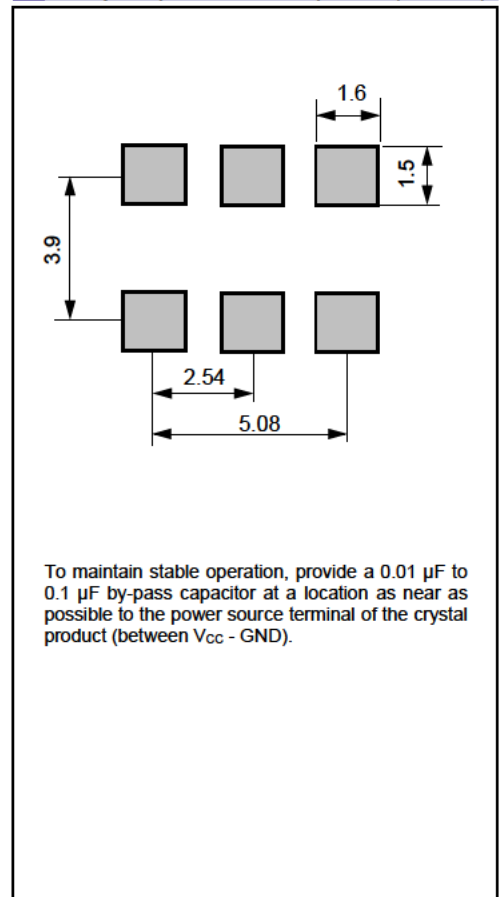 1.6
1.5
3.9
2.54
5.08
To maintain stable operation, provide a 0.01 µF to
0.1 µF by-pass capacitor at a location as near as
possible to the power source terminal of the crystal
product (between Vcc - GND).